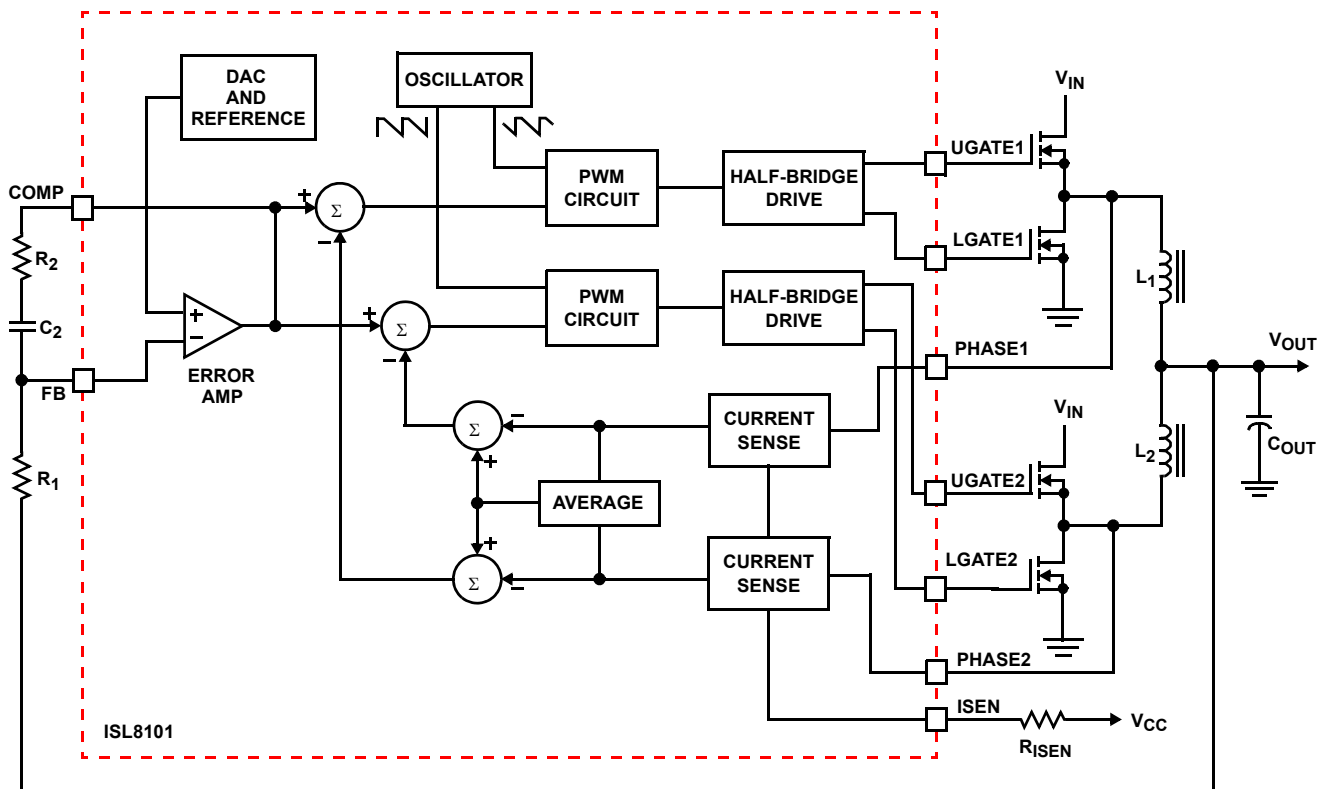 DAC
AND
REFERENCE
OSCILLATOR
COMP
R2
C2
FB
R1
+
−
ERROR
AMP
+
Σ
−
+
Σ
−
PWM
CIRCUIT
HALF-BRIDGE
DRIVE
PWM
CIRCUIT
HALF-BRIDGE
DRIVE
Σ
−
+
AVERAGE
+
Σ
−
CURRENT
SENSE
CURRENT
SENSE
UGATE1
LGATE1
PHASE1
UGATE2
LGATE2
PHASE2
ISEN
RISEN
VCC
VIN
L1
VOUT
VIN
L2
COUT
ISL8101